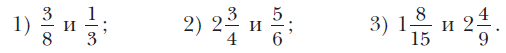 1) 3/8 и 1/3; 2) 2 3/4 и 5/6; 3) 1 8/15 и 2 4/9.